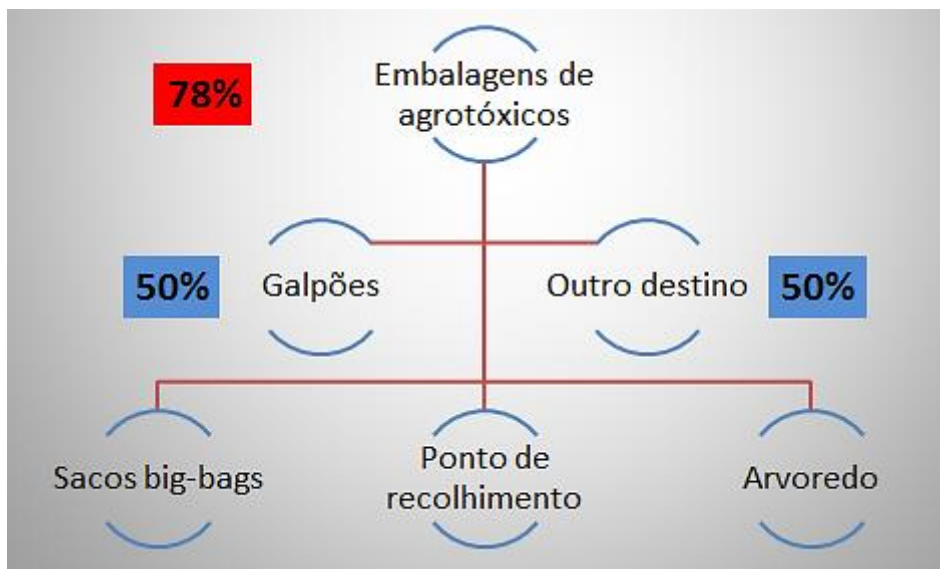 78%
Embalagens de
agrotóxicos
50%
Galpões
Outro destino
50%
Sacos big-bags
Ponto de
recolhimento
Arvoredo